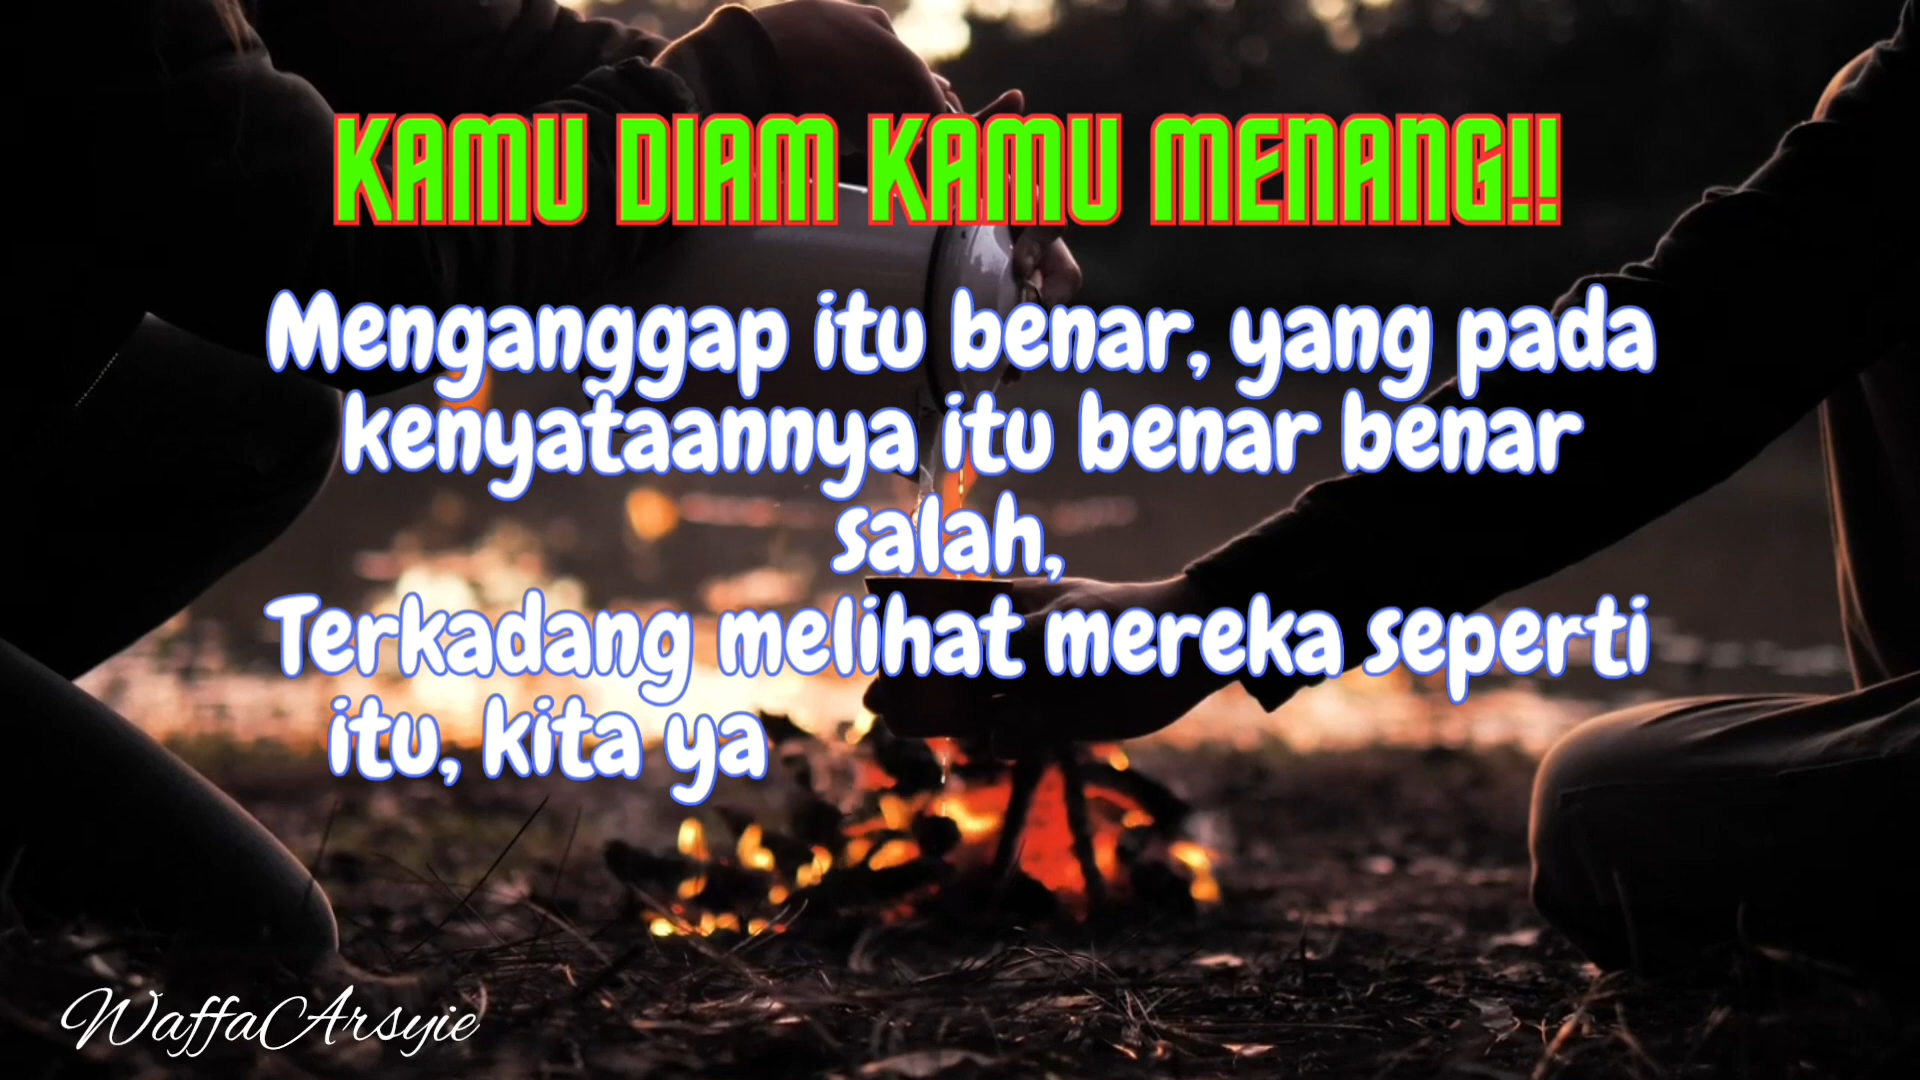 KAMU DIAM KAMU MENANG!!
Menganggap itu benar, yang pada
kenyataannya itu benar benar
salah,
Terkadang melihat mereka seperti
itu, kita ya
WaffaArsyie